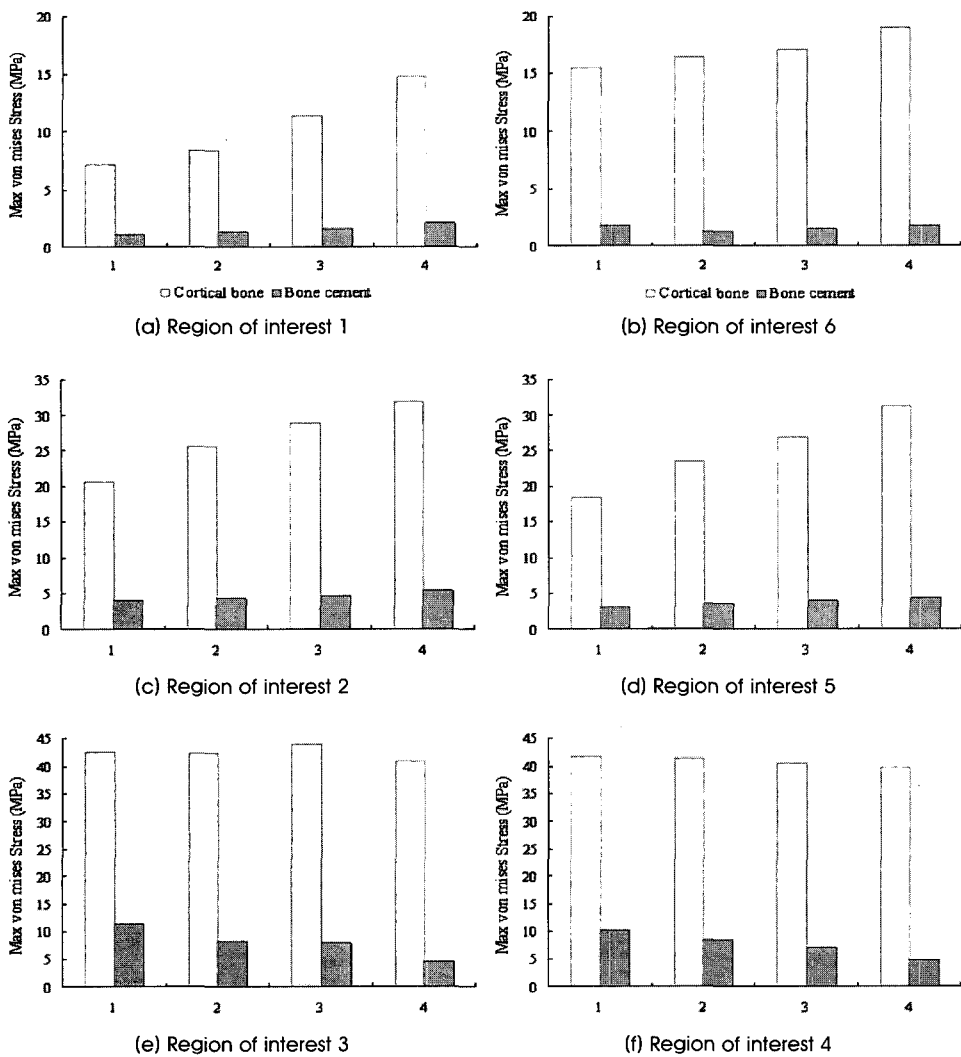 Max von mises Stress (MPa)
20
15
10
5
0
1 2 3 4
Cortical bone Bone cement
(a) Region of interest 1
Max von mises Stress (MPa)
20
15
10
5
0
1 2 3 4
Cortical bone Bone cement
(b) Region of interest 6
Max von mises Stress (MPa)
35
30
25
20
15
10
5
0
1 2 3 4
(c) Region of interest 2
Max von mises Stress (MPa)
35
30
25
20
15
10
5
0
1 2 3 4
(d) Region of interest 5
Max von mises Stress (MPa)
45
40
35
30
25
20
15
10
5
0
1 2 3 4
(e) Region of interest 3
Max von mises Stress (MPa)
45
40
35
30
25
20
15
10
5
0
1 2 3 4
(f) Region of interest 4